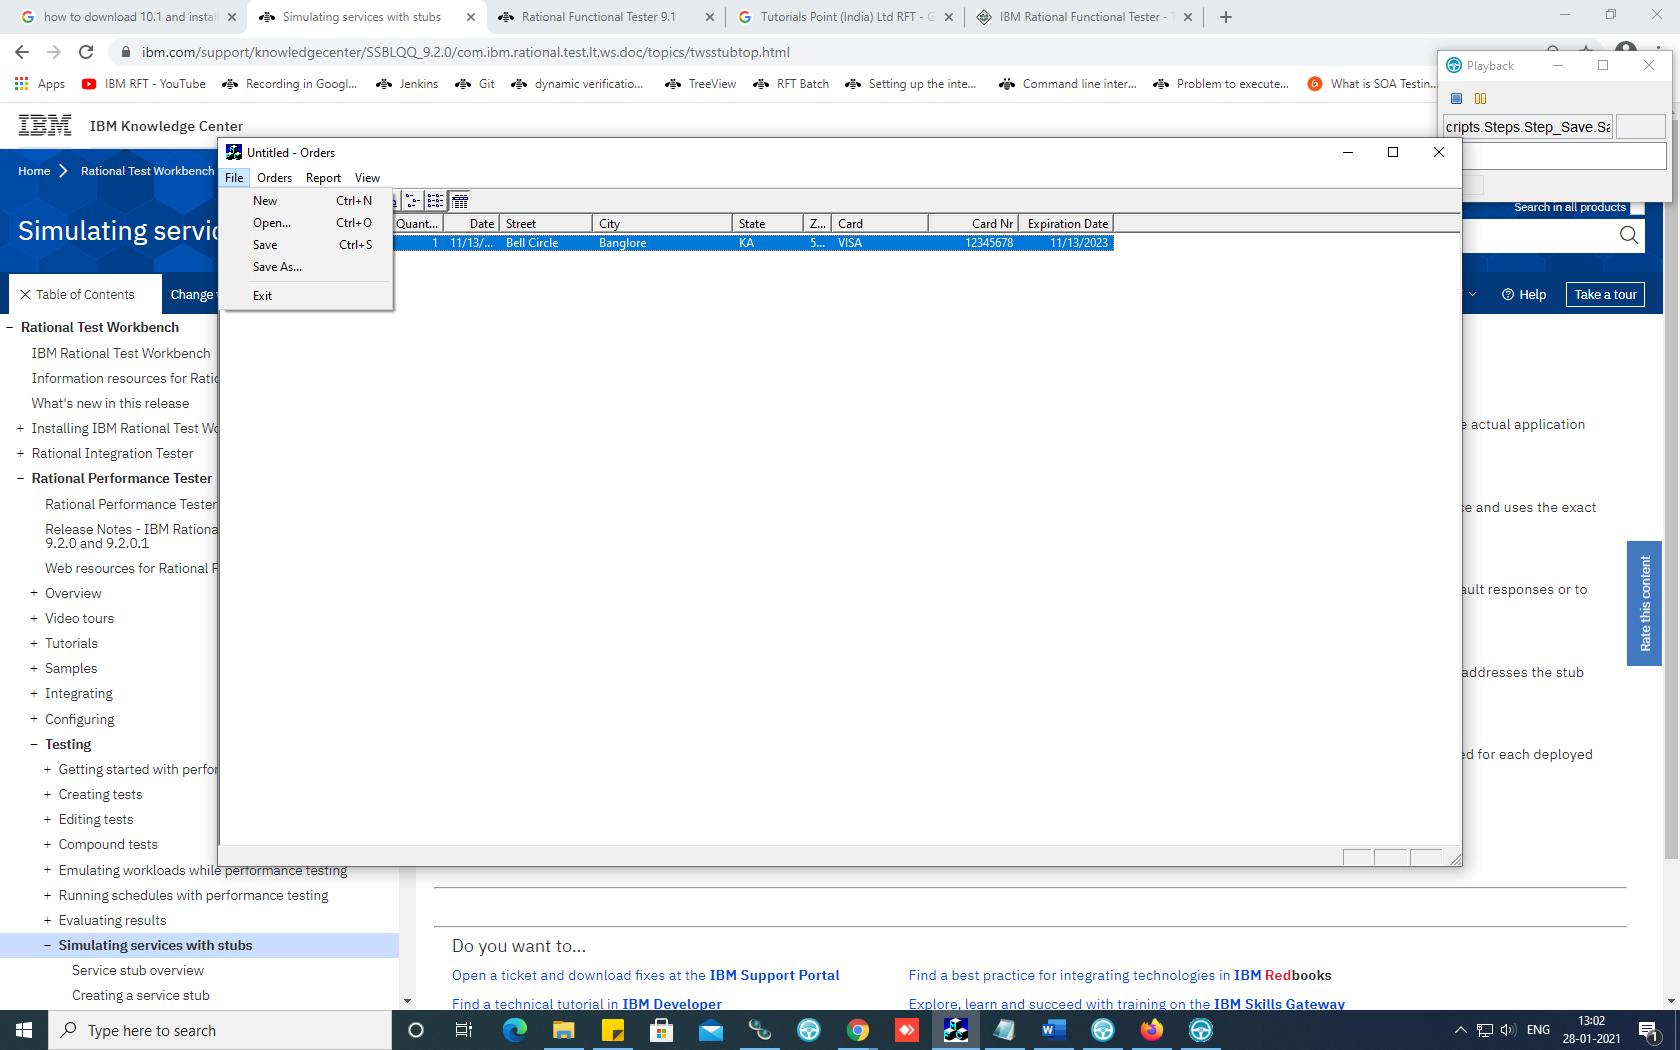 how to download 10.1 and instal
Simulating services with stubs
Rational Functional Tester 9.1
Tutorials Point (India) Ltd RFT - G
IBM Rational Functional Tester - T
ibm.com/support/knowledgecenter/SSBLQQ_9.2.0/com.ibm.rational.test.lt.ws.doc/topics/twsstubtop.html
Apps
IBM RFT - YouTube
Recording in Googl...
Jenkins
Git
dynamic verificatio...
TreeView
RFT Batch
Setting up the inte...
Command line inter...
Problem to execute...
What is SOA Testin...
Playback
cripts.Steps.Step_Save.Sa
IBM
IBM Knowledge Center
Home
Rational Test Workbench
Simulating servic
Search in all products
Table of Contents
Change
Help
Take a tour
Untitled - Orders
File Orders Report View
New Ctrl+N
Open... Ctrl+O
Save Ctrl+S
Save As...
Exit
Quant... Date Street City State Z... Card Card Nr Expiration Date
1 11/13/... Bell Circle Banglore KA 5... VISA 12345678 11/13/2023
Rational Test Workbench
IBM Rational Test Workbench
Information resources for Ratio
What's new in this release
Installing IBM Rational Test Wo
Rational Integration Tester
Rational Performance Tester
Rational Performance Tester
Release Notes - IBM Rationa
9.2.0 and 9.2.0.1
Web resources for Rational P
Overview
Video tours
Tutorials
Samples
Integrating
Configuring
Testing
Getting started with perfor
Creating tests
Editing tests
Compound tests
Emulating workloads while performance testing
Running schedules with performance testing
Evaluating results
Simulating services with stubs
Service stub overview
Creating a service stub
e actual application
ce and uses the exact
ault responses or to
addresses the stub
ed for each deployed
Rate this content
Do you want to...
Open a ticket and download fixes at the IBM Support Portal
Find a best practice for integrating technologies in IBM Redbooks
Find a technical tutorial in IBM Developer
Explore, learn and succeed with training on the IBM Skills Gateway
Type here to search
ENG
13:02
28-01-2021
1